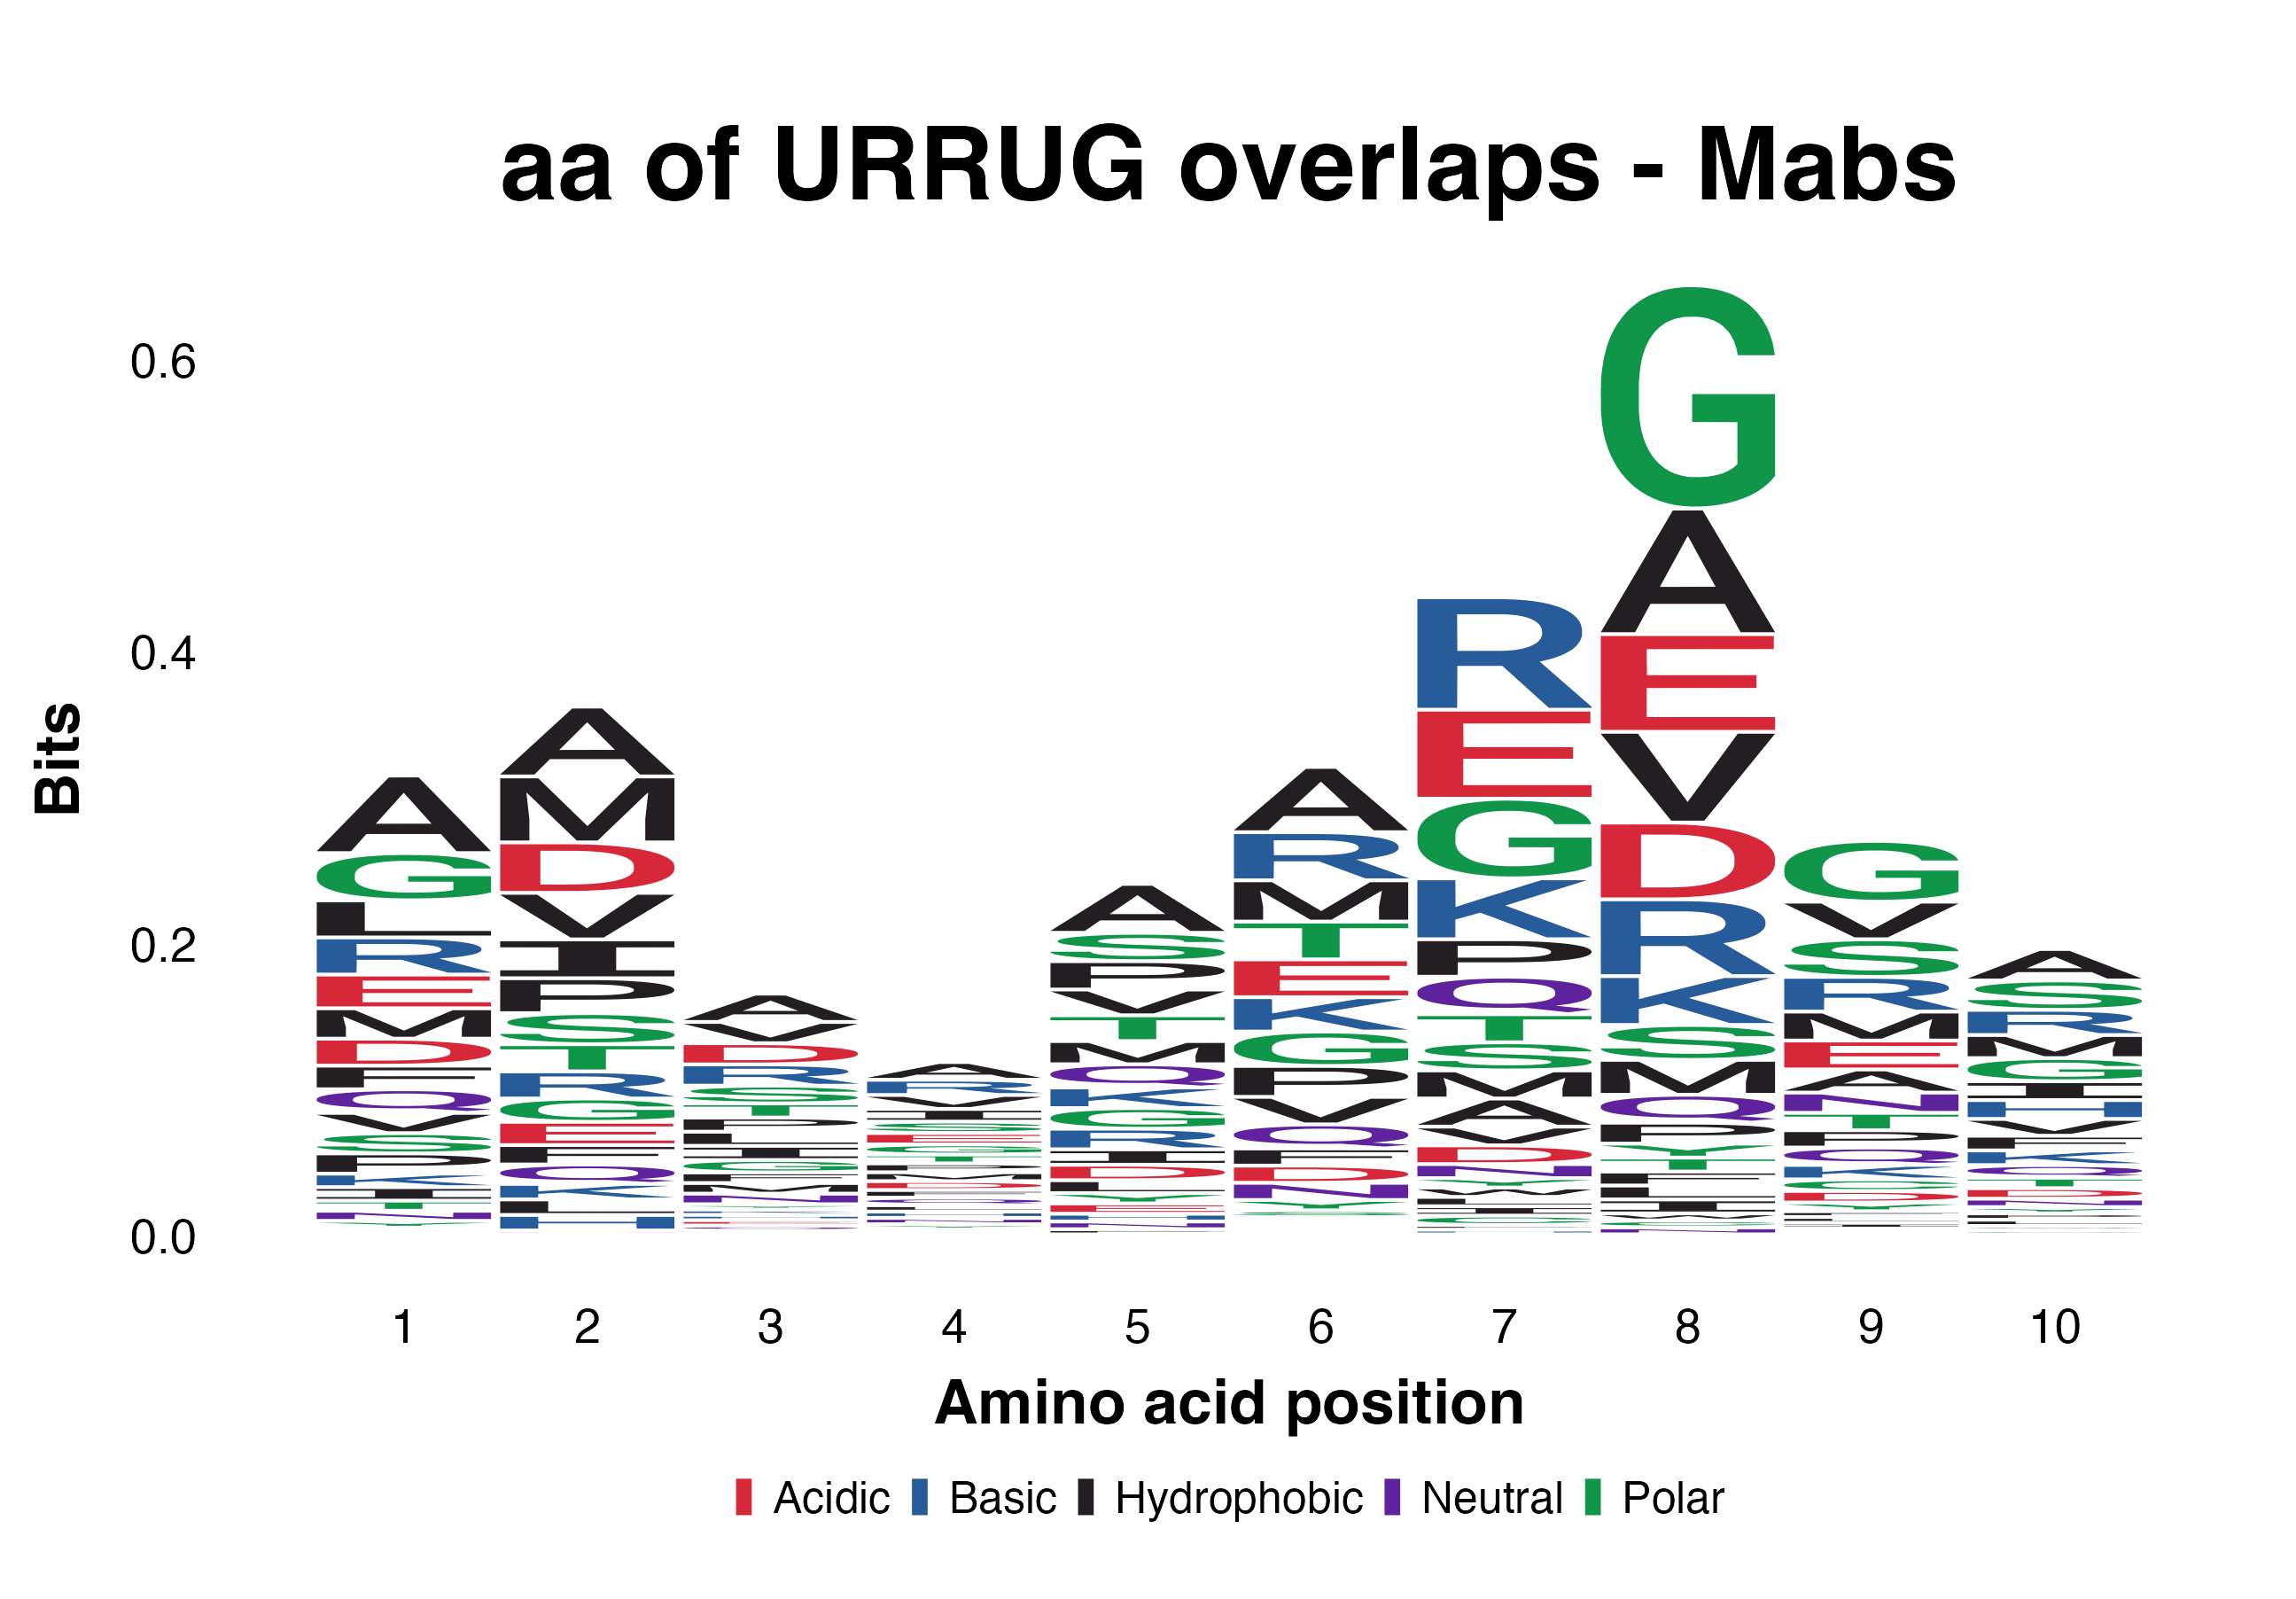 aa of URRUG overlaps - Mabs
Bits
0.6
0.4
0.2
0.0
1 2 3 4 5 6 7 8 9 10
Amino acid position
Acidic Basic Hydrophobic Neutral Polar
A G L R E M D F Q V S P K I T N Y
A M D V I P S T R G E F Q K L H
A V D R S T P L I G F M N
A R V I S E G T
A S P V T M Q K G R I D L Y E H N
A R M T E K G P V Q F D N Y
R E G K P Q T S M A V D N Y W L I
G A E V D R K S M Q P Y T F L I W C N
G V S R M E A N T P Q K G D
A S R M G I H V P K Q T D N